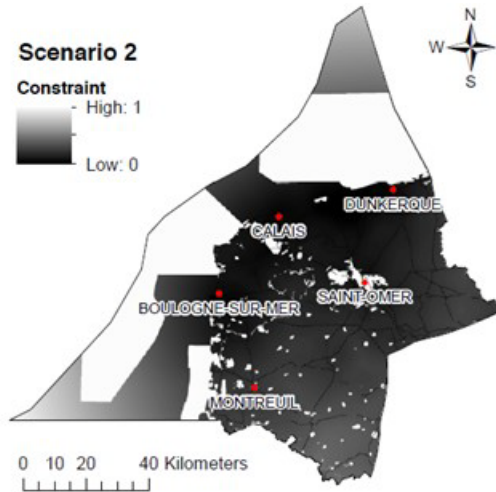 Scenario 2
N
W E
S
Constraint
High: 1
Low: 0
DUNKERQUE
CALAIS
SAINT-OMER
BOULOGNE-SUR-MER
MONTREUIL
0 10 20 40 Kilometers